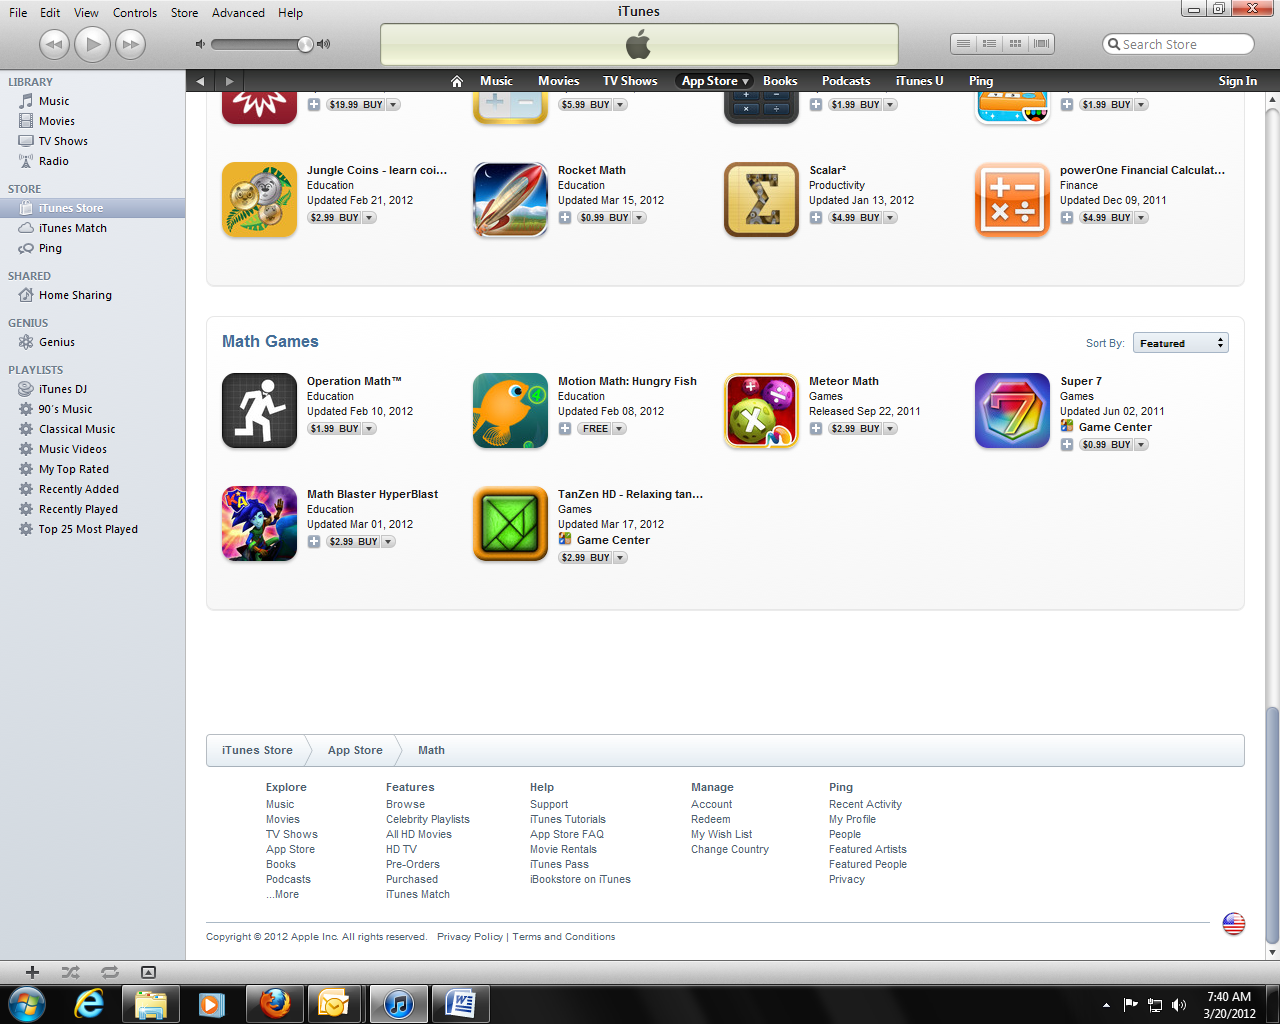 iTunes
File Edit View Controls Store Advanced Help
Search Store
Music Movies TV Shows App Store Books Podcasts iTunes U Ping Sign In
LIBRARY
Music
Movies
TV Shows
Radio
STORE
iTunes Store
iTunes Match
Ping
SHARED
Home Sharing
GENIUS
Genius
PLAYLISTS
iTunes DJ
90's Music
Classical Music
Music Videos
My Top Rated
Recently Added
Recently Played
Top 25 Most Played
$19.99 BUY
$5.99 BUY
$1.99 BUY
$1.99 BUY
Jungle Coins - learn coi...
Education
Updated Feb 21, 2012
$2.99 BUY
Rocket Math
Education
Updated Mar 15, 2012
$0.99 BUY
Scalar²
Productivity
Updated Jan 13, 2012
$4.99 BUY
powerOne Financial Calculat...
Finance
Updated Dec 09, 2011
$4.99 BUY
Math Games
Sort By: Featured
Operation Math™
Education
Updated Feb 10, 2012
$1.99 BUY
Motion Math: Hungry Fish
Education
Updated Feb 08, 2012
FREE
4
Meteor Math
Games
Released Sep 22, 2011
$2.99 BUY
Super 7
Games
Updated Jun 02, 2011
Game Center
$0.99 BUY
7
Math Blaster HyperBlast
Education
Updated Mar 01, 2012
$2.99 BUY
KA
TanZen HD - Relaxing tan...
Games
Updated Mar 17, 2012
Game Center
$2.99 BUY
iTunes Store App Store Math
Explore
Music
Movies
TV Shows
App Store
Books
Podcasts
...More
Features
Browse
Celebrity Playlists
All HD Movies
HD TV
Pre-Orders
Purchased
iTunes Match
Help
Support
iTunes Tutorials
App Store FAQ
Movie Rentals
iTunes Pass
iBookstore on iTunes
Manage
Account
Redeem
My Wish List
Change Country
Ping
Recent Activity
My Profile
People
Featured Artists
Featured People
Privacy
Copyright © 2012 Apple Inc. All rights reserved. Privacy Policy | Terms and Conditions
7:40 AM
3/20/2012